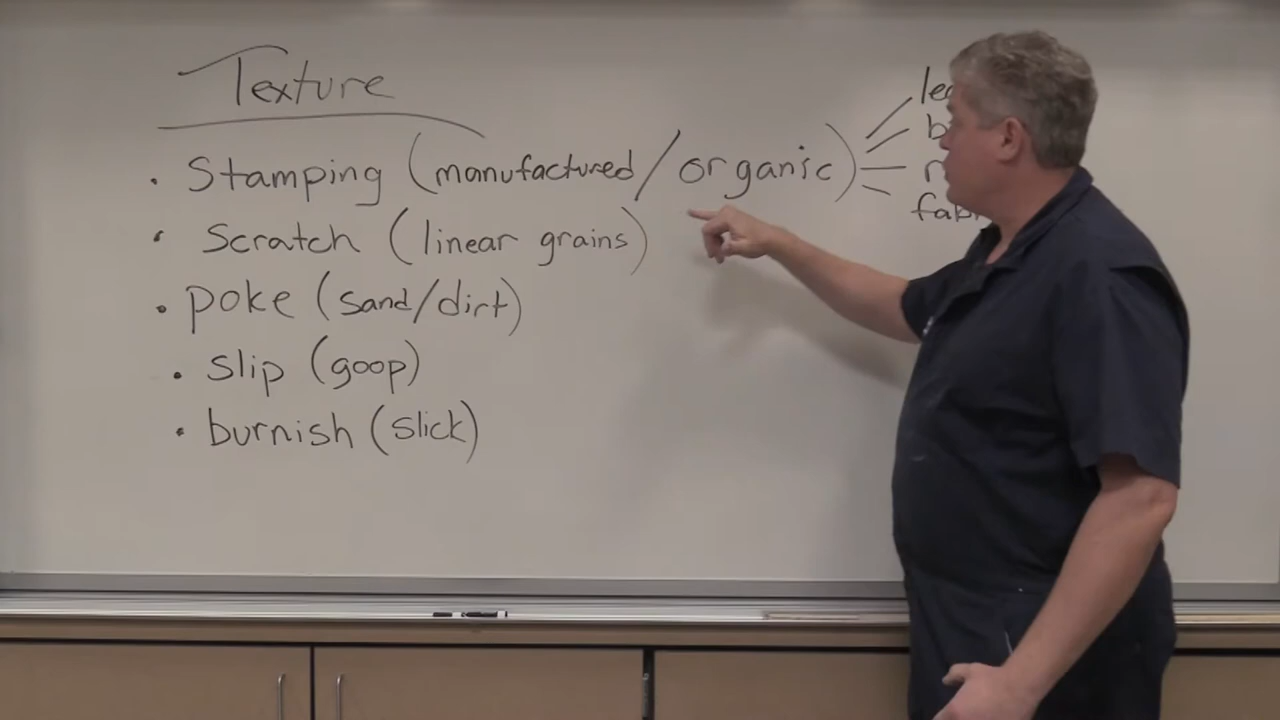 Texture
• Stamping (manufactured/organic)
• Scratch (linear grains)
• poke (sand/dirt)
• slip (goop)
• burnish (slick)